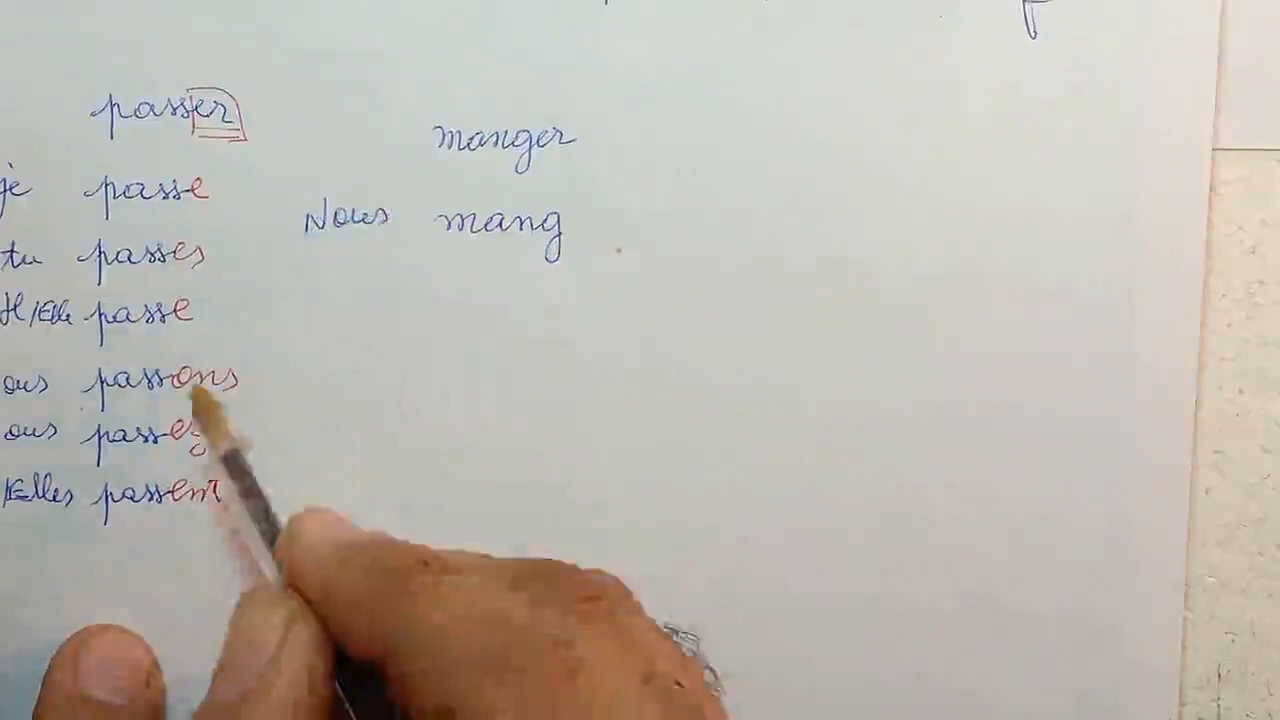 passer
je passe
tu passes
Il/Elle passe
ous passons
ous passez
/Elles passent
manger
Nous mang